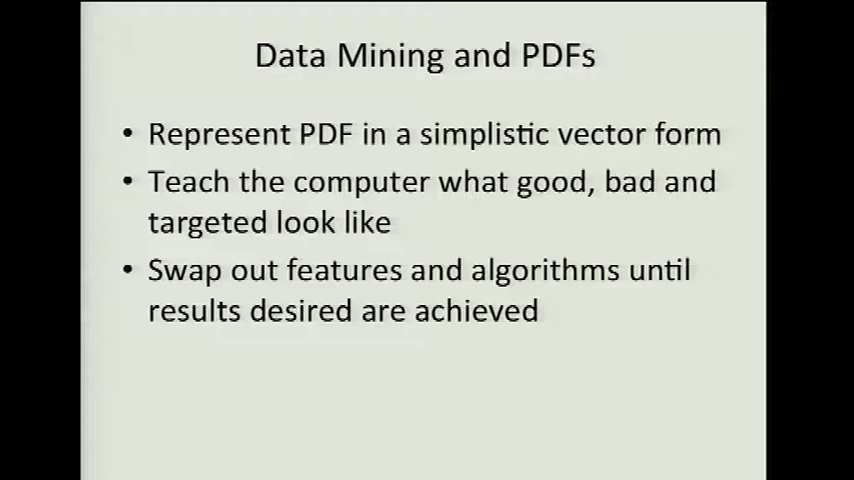 Data Mining and PDFs
• Represent PDF in a simplistic vector form
• Teach the computer what good, bad and
targeted look like
• Swap out features and algorithms until
results desired are achieved